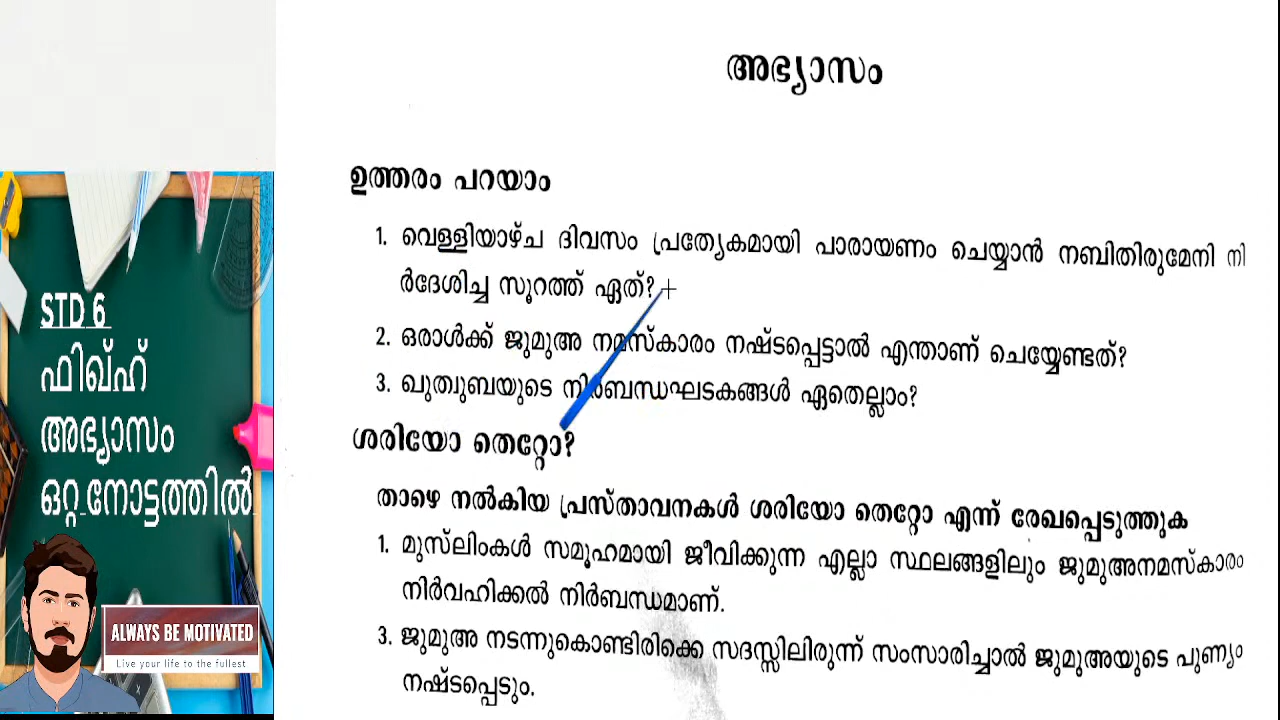 അഭ്യാസം
ഉത്തരം പറയാം
1. വെള്ളിയാഴ്ച ദിവസം പ്രത്യേകമായി പാരായണം ചെയ്യാൻ നബിതിരുമേനി നി
ർദേശിച്ച സൂറത്ത് ഏത്?
2. ഒരാൾക്ക് ജുമുഅ നമസ്കാരം നഷ്ടപ്പെട്ടാൽ എന്താണ് ചെയ്യേണ്ടത്?
3. ഖുത്വുബയുടെ നിർബന്ധഘടകങ്ങൾ ഏതെല്ലാം?
ശരിയോ തെറ്റോ?
താഴെ നൽകിയ പ്രസ്താവനകൾ ശരിയോ തെറ്റോ എന്ന് രേഖപ്പെടുത്തുക
1. മുസ്‌ലിംകൾ സമൂഹമായി ജീവിക്കുന്ന എല്ലാ സ്ഥലങ്ങളിലും ജുമുഅനമസ്കാരം
നിർവഹിക്കൽ നിർബന്ധമാണ്.
3. ജുമുഅ നടന്നുകൊണ്ടിരിക്കെ സദസ്സിലിരുന്ന് സംസാരിച്ചാൽ ജുമുഅയുടെ പുണ്യം
നഷ്ടപ്പെടും.
STD 6
ഫിഖ്ഹ്
അഭ്യാസം
ഒറ്റ നോട്ടത്തിൽ
ALWAYS BE MOTIVATED
Live your life to the fullest